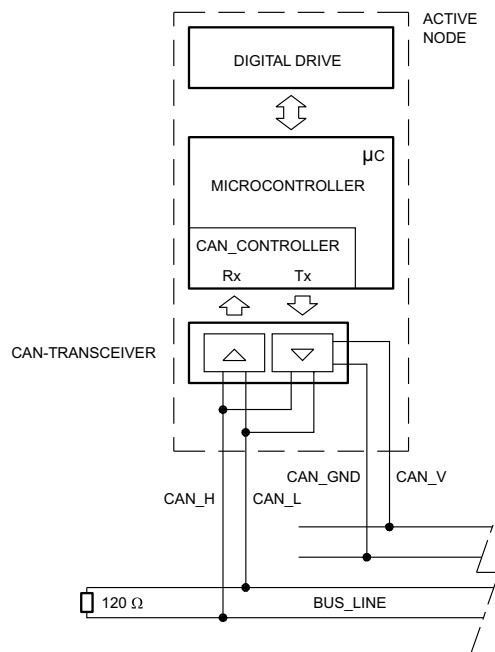 ACTIVE
NODE
DIGITAL DRIVE
µC
MICROCONTROLLER
CAN_CONTROLLER
Rx Tx
CAN-TRANSCEIVER
CAN_H CAN_L CAN_GND CAN_V
120 Ω BUS_LINE